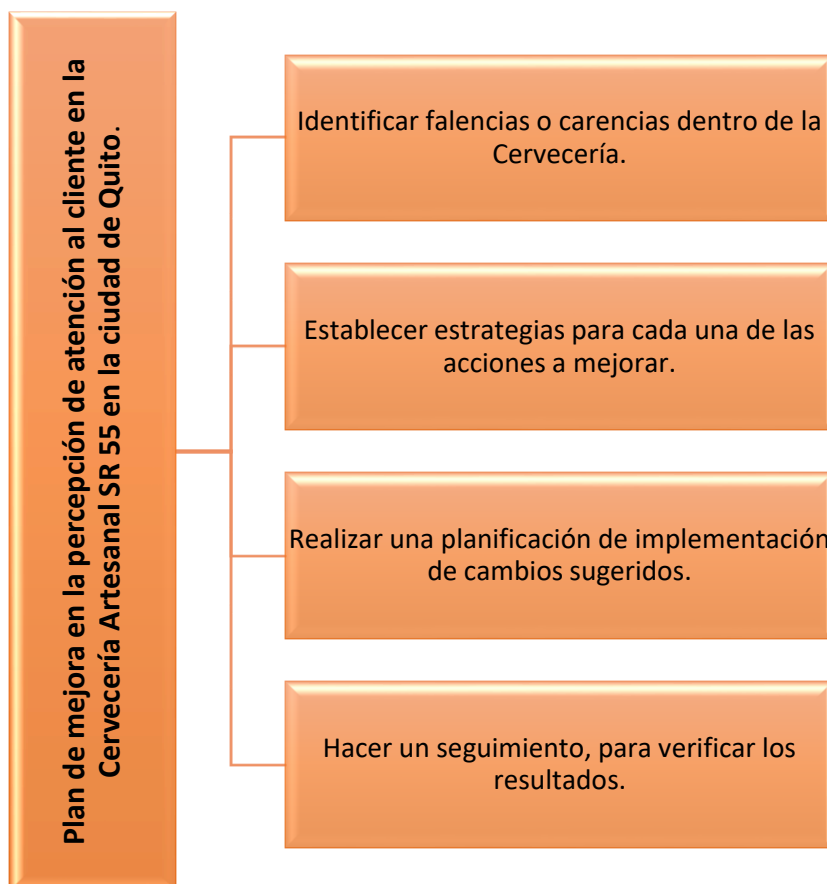 Plan de mejora en la percepción de atención al cliente en la
Cervecería Artesanal SR 55 en la ciudad de Quito.
Identificar falencias o carencias dentro de la
Cervecería.
Establecer estrategias para cada una de las
acciones a mejorar.
Realizar una planificación de implementación
de cambios sugeridos.
Hacer un seguimiento, para verificar los
resultados.